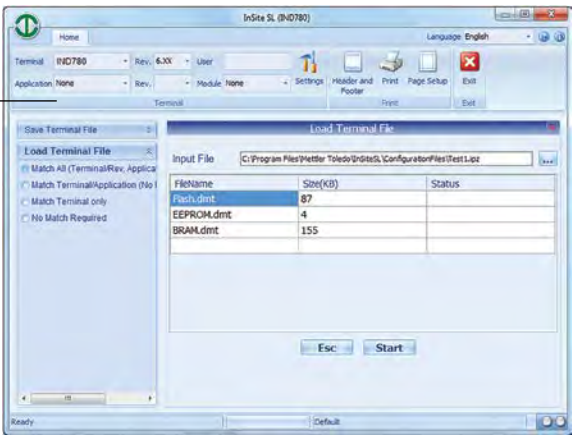 InSite SL (IND780)
Home
Language English
Terminal IND780 Rev. 6.XX User
Application None Rev. Module None
Settings Header and Footer Print Page Setup Exit
Terminal Print Exit
Save Terminal File
Load Terminal File
Match All (Terminal/Rev, Applica
Match Terminal/Application (No
Match Terminal only
No Match Required
Load Terminal File
Input File C:\Program Files\Mettler Toledo\InSiteSL\ConfigurationFiles\Test1.ipz ...
FileName Size(KB) Status
Flash.dmt 87
EEPROM.dmt 4
BRAM.dmt 155
Esc Start
Ready Default